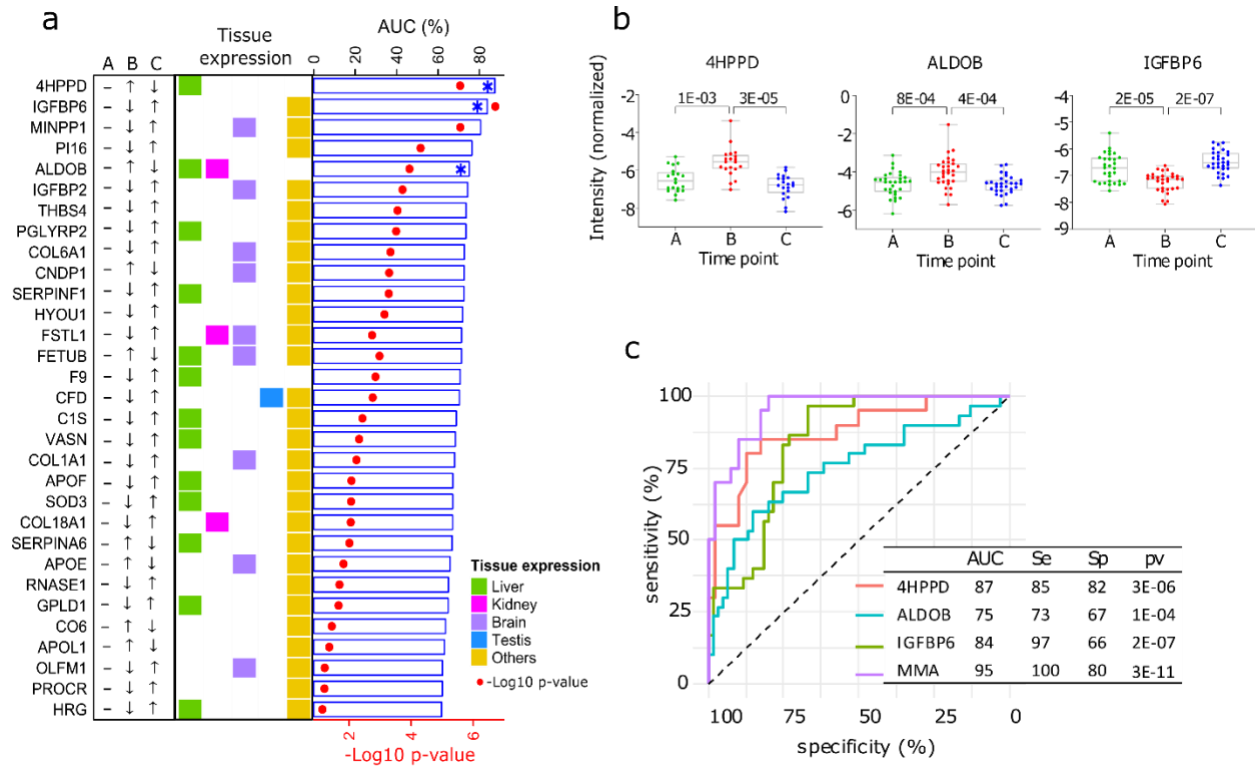 a
Tissue expression
AUC (%)
0 20 40 60 80
A B C
4HPPD – ↑ ↓
IGFBP6 – ↓ ↑
MINPP1 – ↓ ↑
PI16 – ↓ ↑
ALDOB – ↑ ↓
IGFBP2 – ↓ ↑
THBS4 – ↓ ↑
PGLYRP2 – ↓ ↑
COL6A1 – ↓ ↑
CNDP1 – ↑ ↓
SERPINF1 – ↓ ↑
HYOU1 – ↓ ↑
FSTL1 – ↓ ↑
FETUB – ↑ ↓
F9 – ↓ ↑
CFD – ↓ ↑
C1S – ↓ ↑
VASN – ↓ ↑
COL1A1 – ↓ ↑
APOF – ↓ ↑
SOD3 – ↓ ↑
COL18A1 – ↓ ↑
SERPINA6 – ↑ ↓
APOE – ↑ ↓
RNASE1 – ↓ ↑
GPLD1 – ↓ ↑
CO6 – ↑ ↓
APOL1 – ↑ ↓
OLFM1 – ↓ ↑
PROCR – ↓ ↑
HRG – ↓ ↑
Tissue expression
Liver
Kidney
Brain
Testis
Others
-Log10 p-value
2 4 6
-Log10 p-value
b
4HPPD
1E-03 3E-05
Intensity (normalized)
-2
-4
-6
-8
A B C
Time point
ALDOB
8E-04 4E-04
0
-2
-4
-6
A B C
Time point
IGFBP6
2E-05 2E-07
-4
-5
-6
-7
-8
-9
A B C
Time point
c
sensitivity (%)
100
75
50
25
0
100 75 50 25 0
specificity (%)
AUC Se Sp pv
4HPPD 87 85 82 3E-06
ALDOB 75 73 67 1E-04
IGFBP6 84 97 66 2E-07
MMA 95 100 80 3E-11